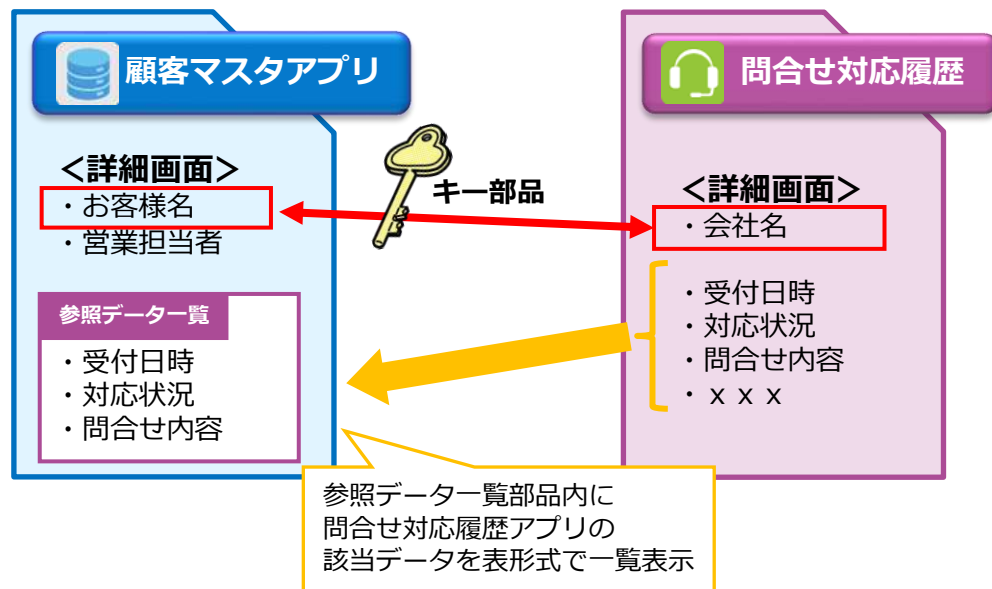 顧客マスタアプリ
＜詳細画面＞
・お客様名
・営業担当者
参照データ一覧
・受付日時
・対応状況
・問合せ内容
キー部品
問合せ対応履歴
＜詳細画面＞
・会社名
・受付日時
・対応状況
・問合せ内容
・ｘｘｘ
参照データ一覧部品内に
問合せ対応履歴アプリの
該当データを表形式で一覧表示